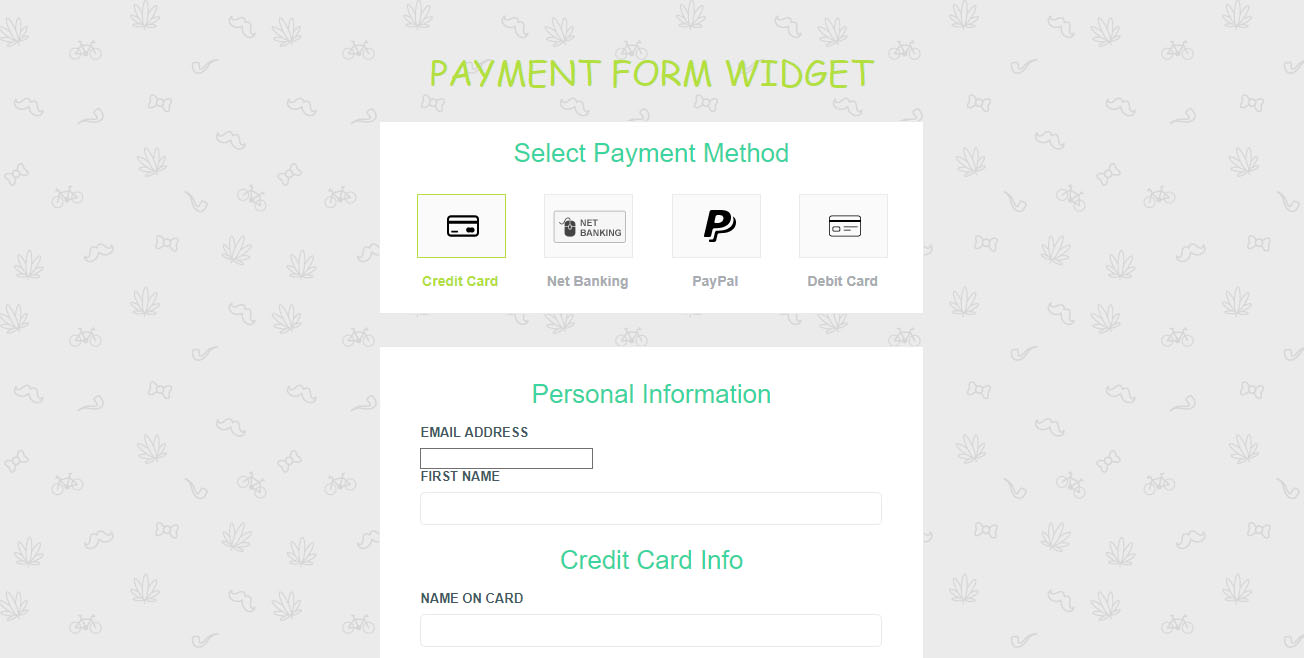 PAYMENT FORM WIDGET
Select Payment Method
NET
BANKING
Credit Card
Net Banking
PayPal
Debit Card
Personal Information
EMAIL ADDRESS
FIRST NAME
Credit Card Info
NAME ON CARD